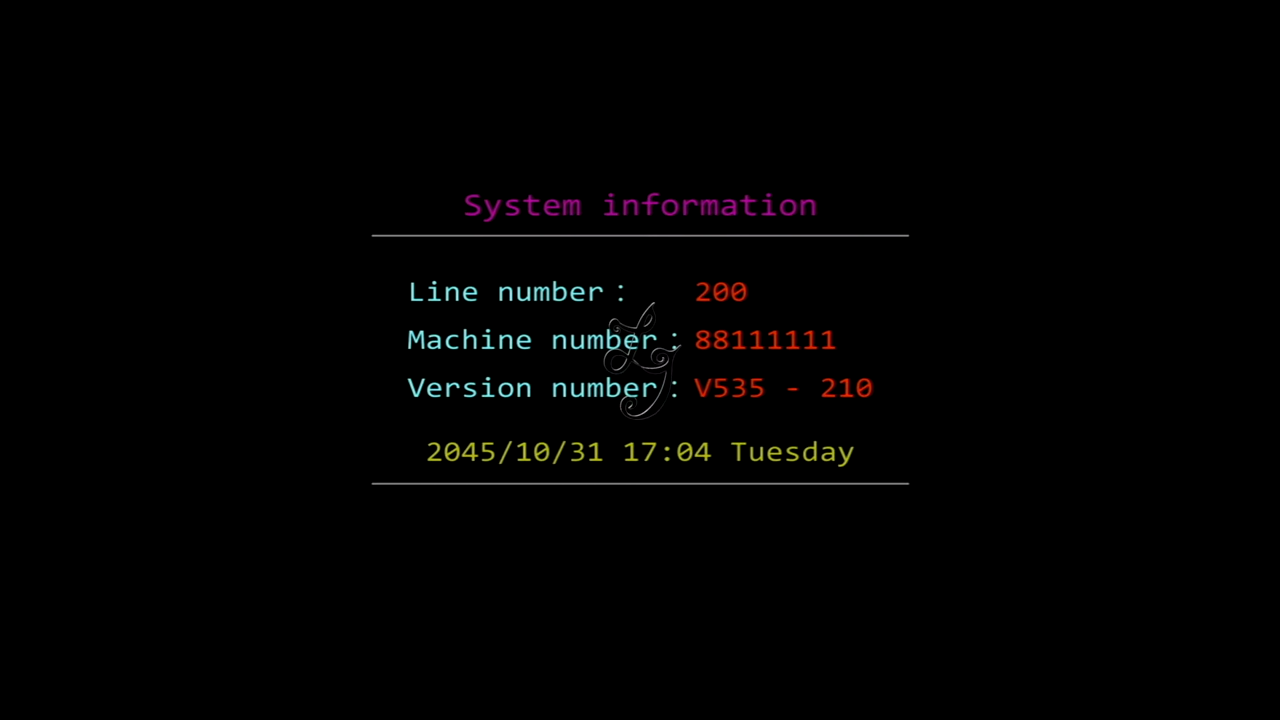 System information
Line number : 200
Machine number : 88111111
Version number : V535 - 210
2045/10/31 17:04 Tuesday